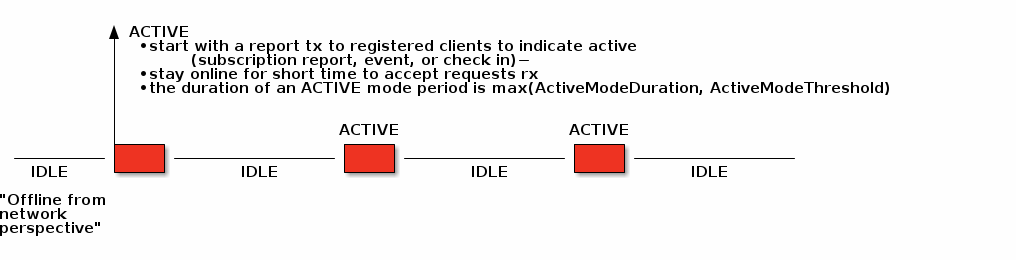 ACTIVE
•start with a report tx to registered clients to indicate active
(subscription report, event, or check in)−
•stay online for short time to accept requests rx
•the duration of an ACTIVE mode period is max(ActiveModeDuration, ActiveModeThreshold)
ACTIVE
ACTIVE
IDLE
IDLE
IDLE
IDLE
"Offline from
network
perspective"